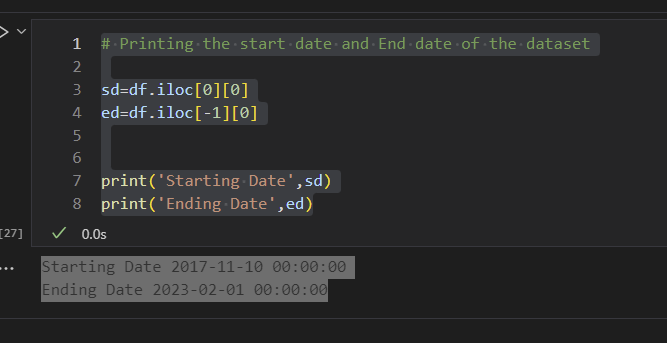 1 # Printing the start date and End date of the dataset
2
3 sd=df.iloc[0][0]
4 ed=df.iloc[-1][0]
5
6
7 print('Starting Date',sd)
8 print('Ending Date',ed)
[27] 0.0s
Starting Date 2017-11-10 00:00:00
Ending Date 2023-02-01 00:00:00